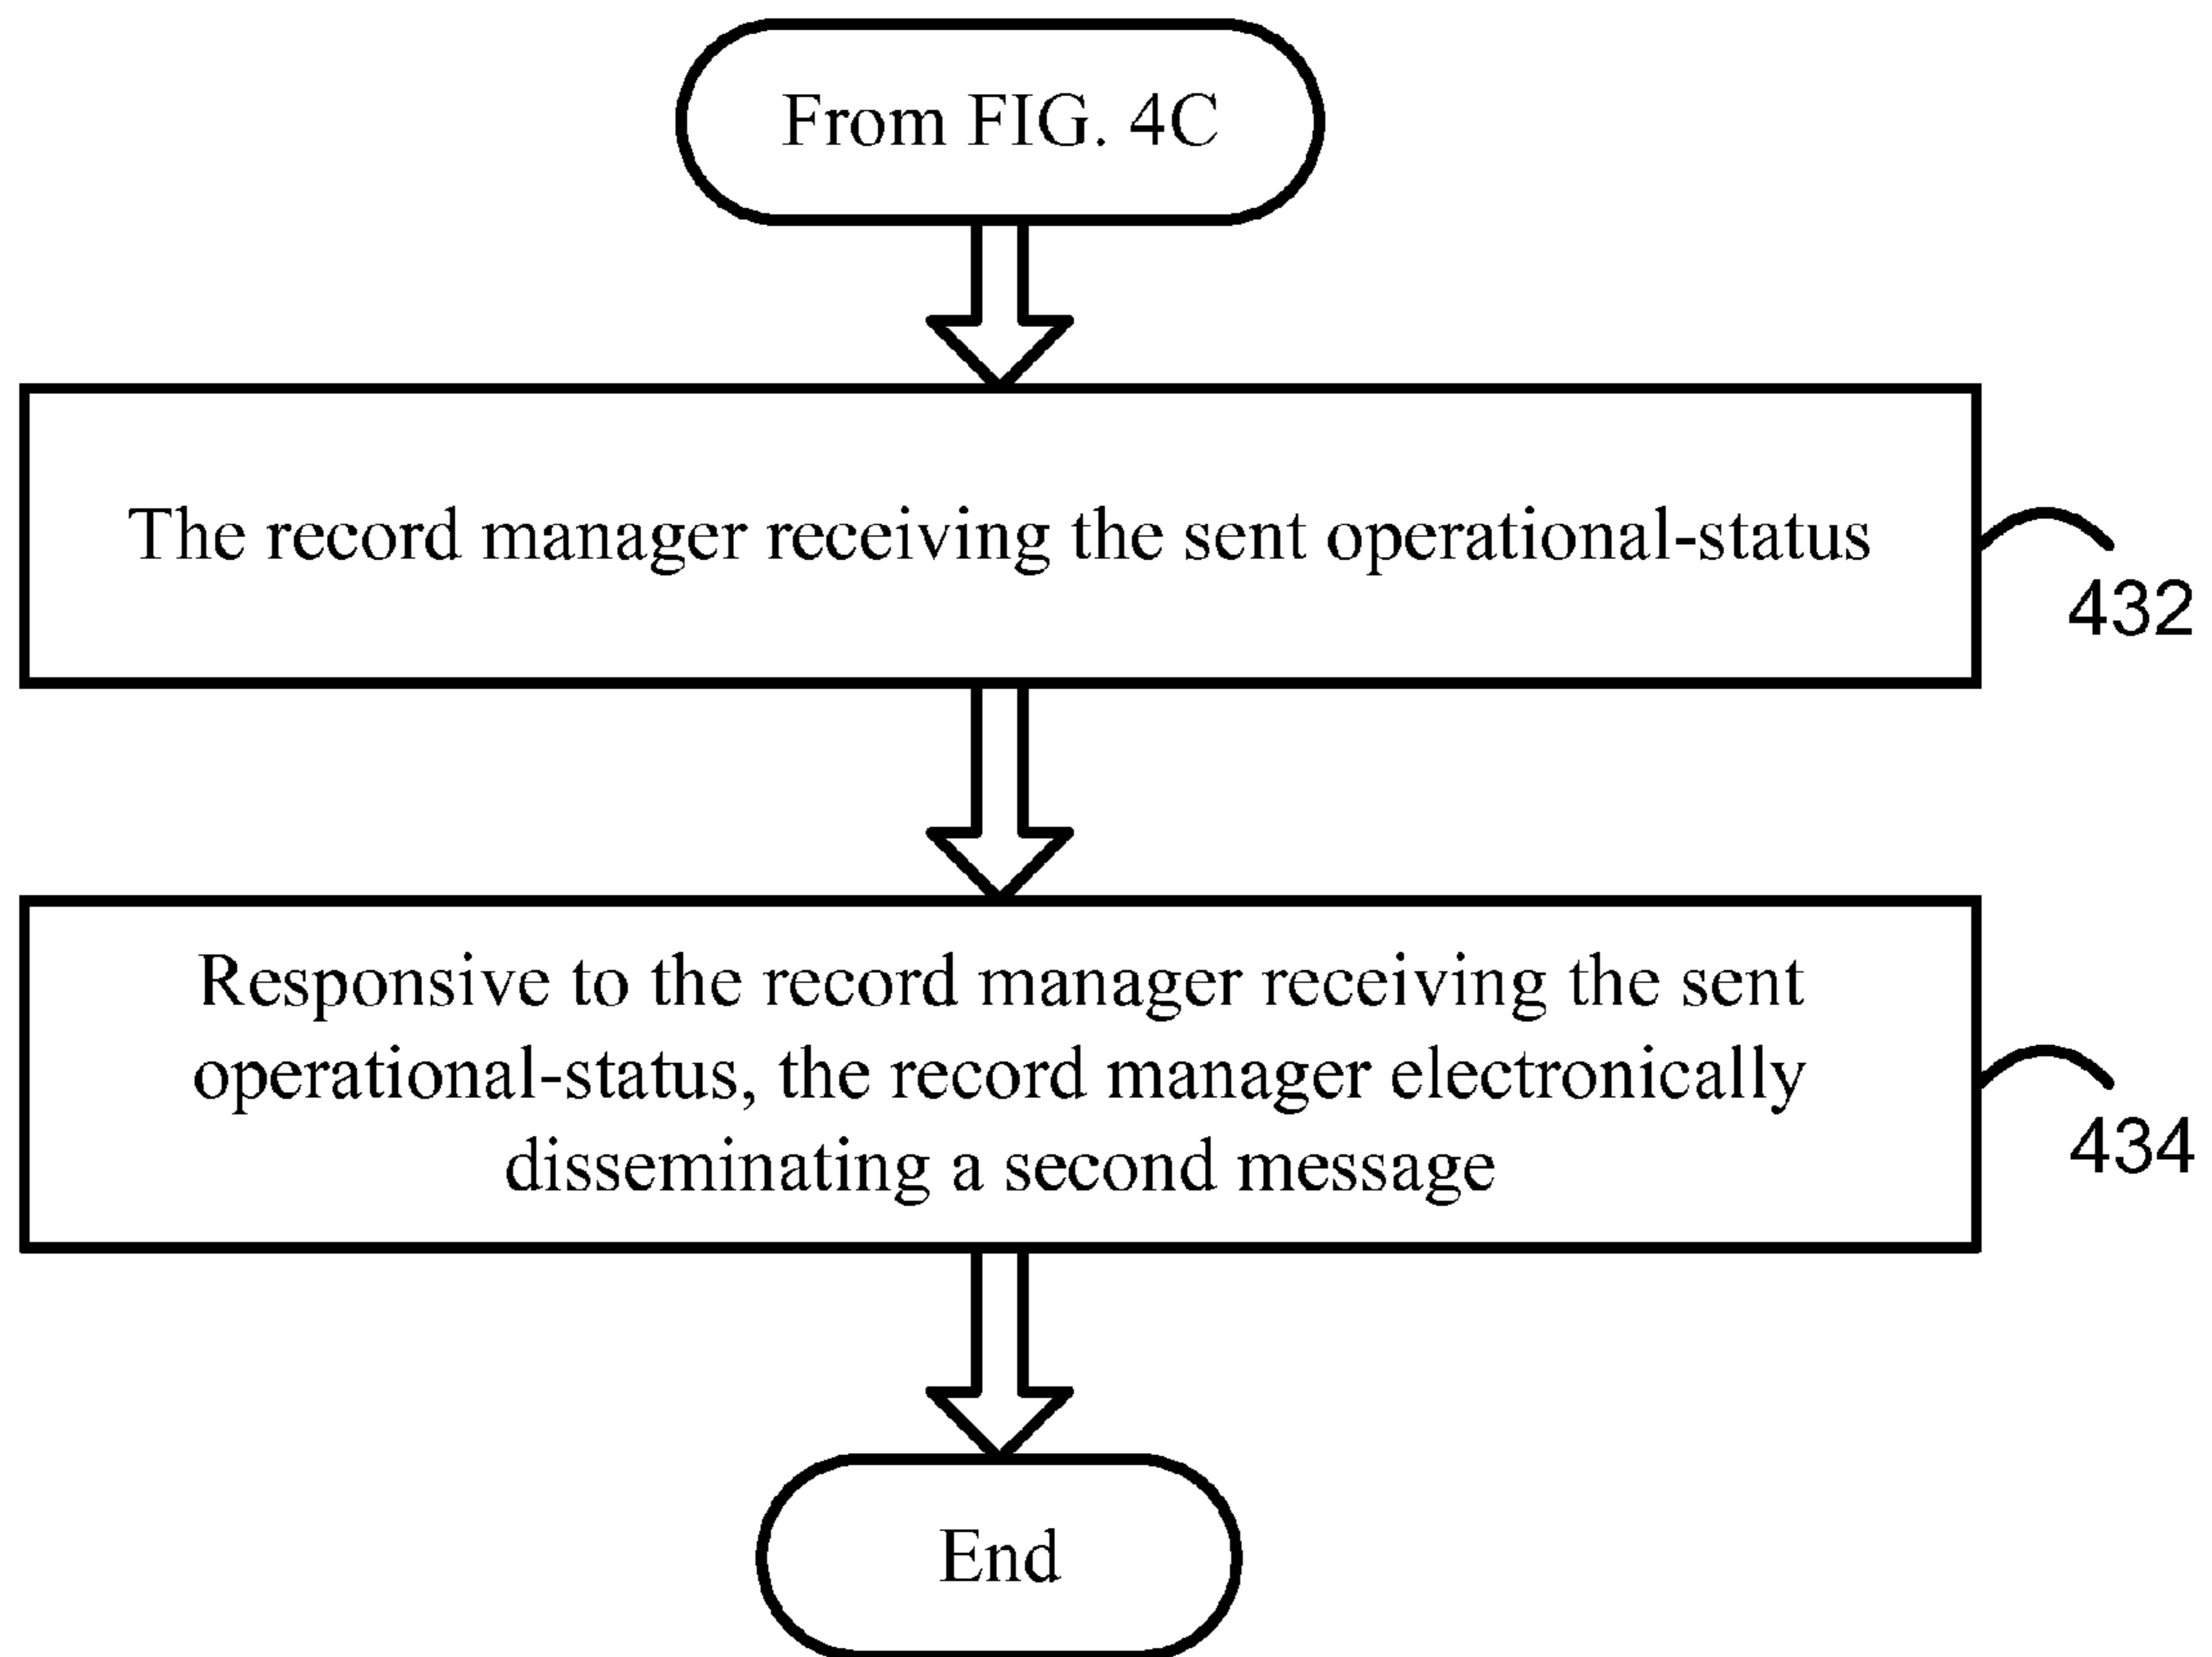 From FIG. 4C
The record manager receiving the sent operational-status
432
Responsive to the record manager receiving the sent
operational-status, the record manager electronically
disseminating a second message
434
End